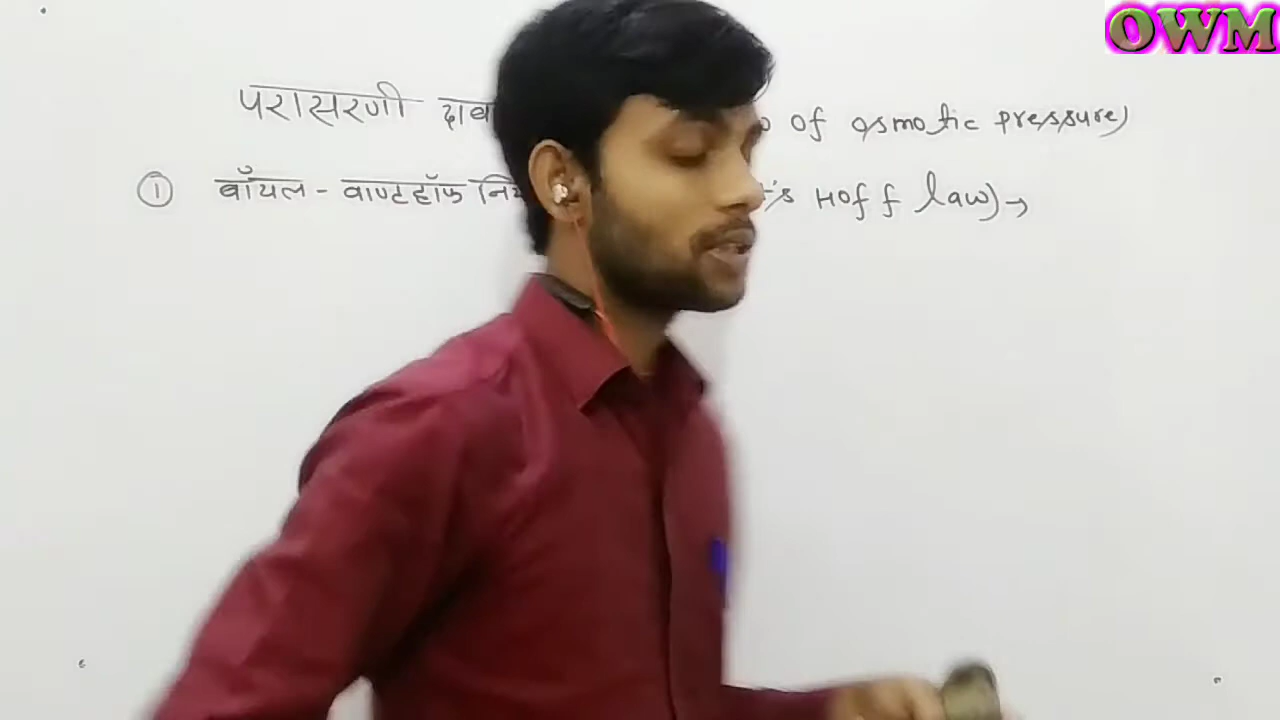 OWM
परासरणी दाब of osmotic pressure)
① बॉयल - वाण्टहॉफ 's Hoff law) →